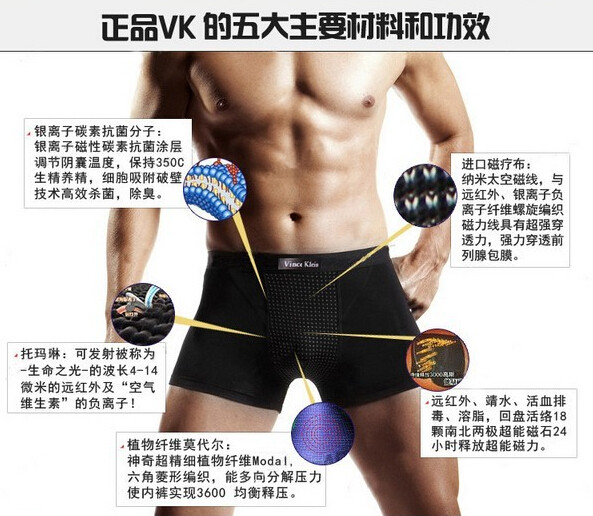 正品VK 的五大主要材料和功效
银离子碳素抗菌分子：
银离子磁性碳素抗菌涂层
调节阴囊温度，保持350C
生精养精，细胞吸附破壁
技术高效杀菌，除臭。
进口磁疗布：
纳米太空磁线，与
远红外、银离子负
离子纤维螺旋编织
磁力线具有超强穿
透力，强力穿透前
列腺包膜。
Vince Klein
托玛琳：可发射被称为
-生命之光-的波长4-14
微米的远红外及“空气
维生素”的负离子！
远红外、靖水、活血排
毒、溶脂，回盘活络18
颗南北两极超能磁石24
小时释放超能磁力。
植物纤维莫代尔：
神奇超精细植物纤维Modal,
六角菱形编织，能多向分解压力
使内裤实现3600 均衡释压。